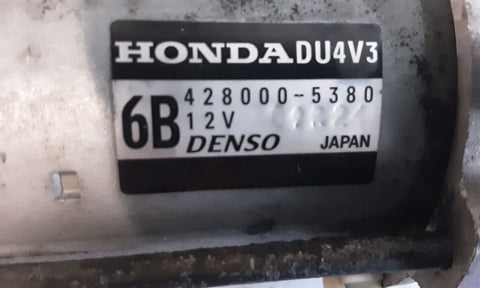 HONDA DU4V3
6B 428000-5380
12V
DENSO JAPAN